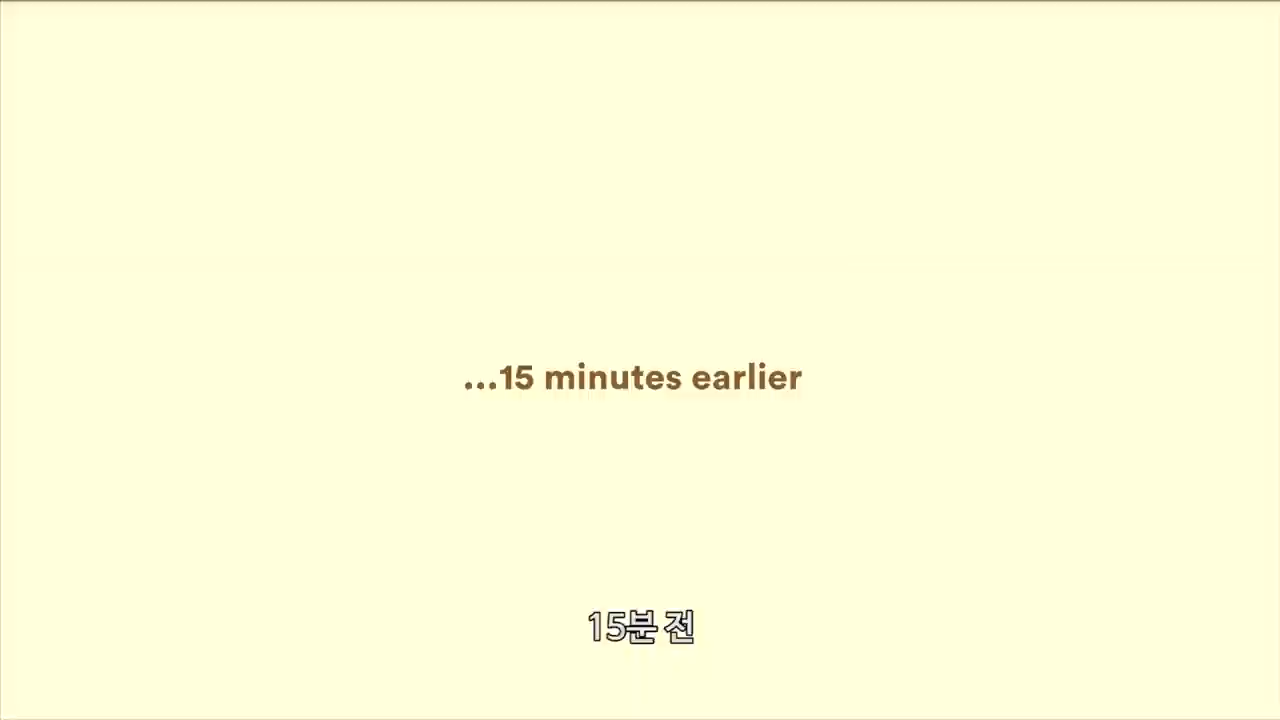 ...15 minutes earlier
15분 전